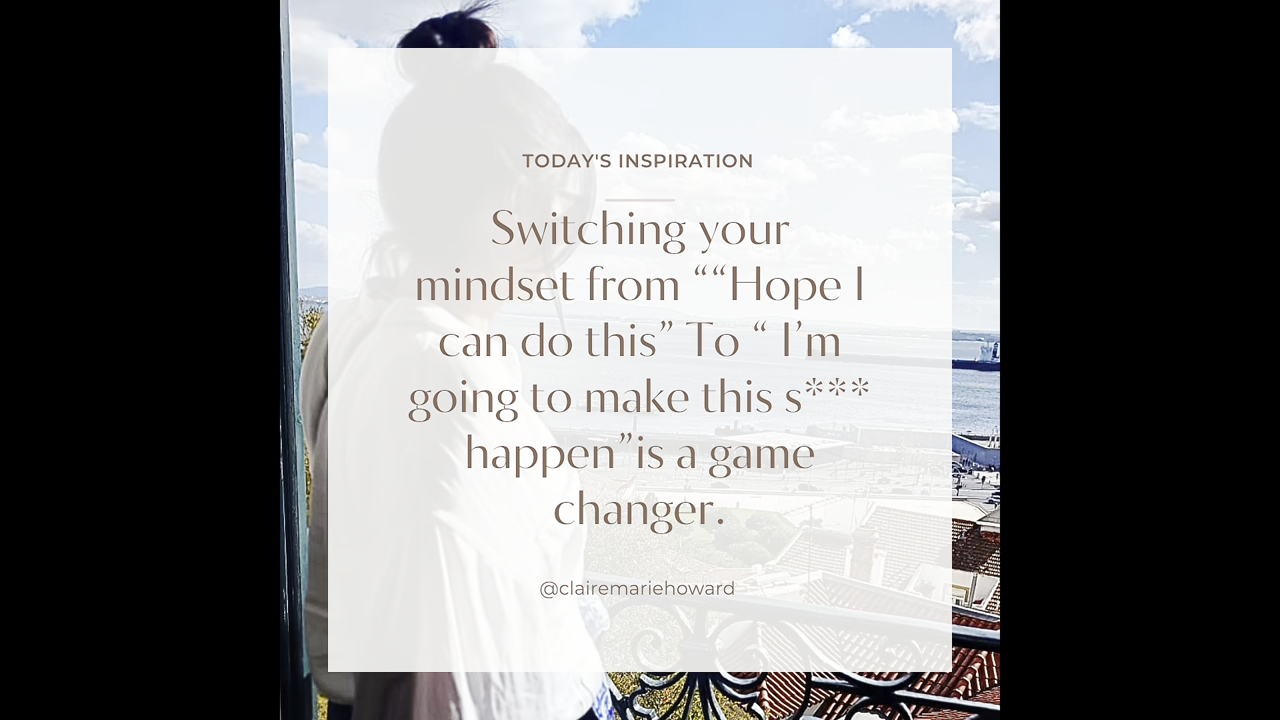 TODAY'S INSPIRATION
Switching your
mindset from ““Hope I
can do this” To “ I’m
going to make this s***
happen”is a game
changer.
@clairemariehoward